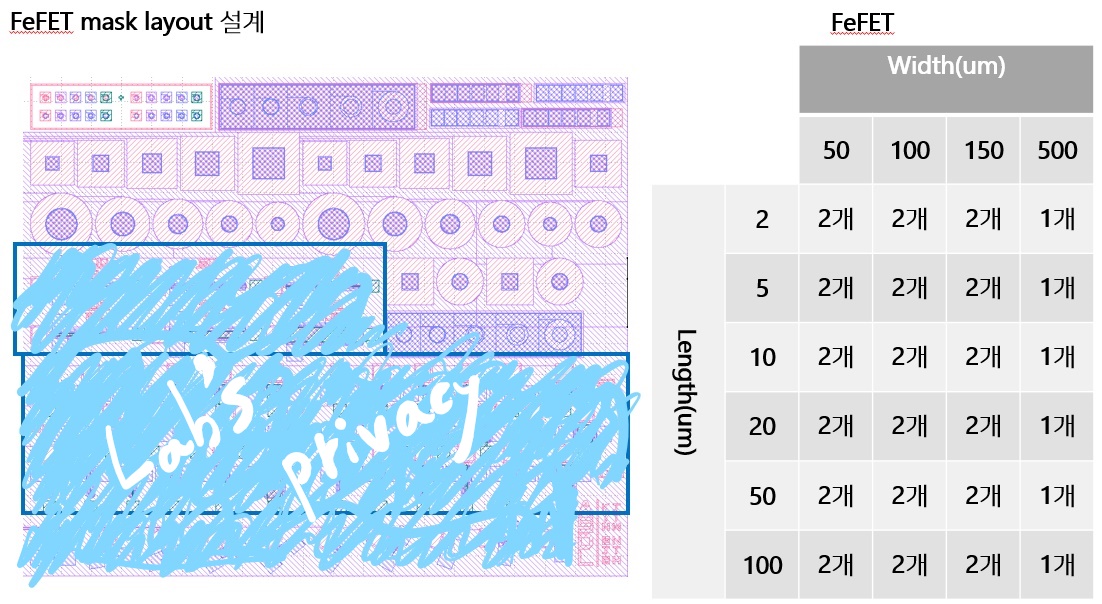 FeFET mask layout 설계
Lab's
privacy
FeFET
Width(um)
50 100 150 500
Length(um)
2 2개 2개 2개 1개
5 2개 2개 2개 1개
10 2개 2개 2개 1개
20 2개 2개 2개 1개
50 2개 2개 2개 1개
100 2개 2개 2개 1개